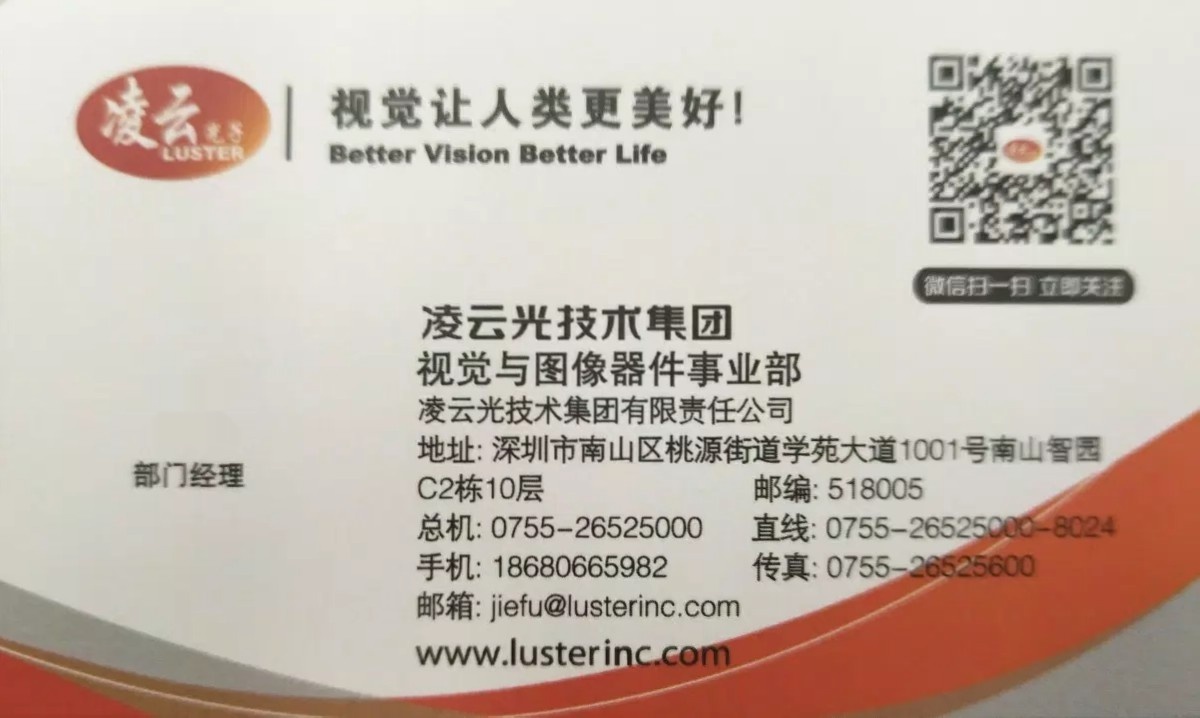 凌云光子
LUSTER
视觉让人类更美好!
Better Vision Better Life
微信扫一扫 立即关注
凌云光技术集团
视觉与图像器件事业部
凌云光技术集团有限责任公司
地址: 深圳市南山区桃源街道学苑大道1001号南山智园
部门经理
C2栋10层 邮编: 518005
总机: 0755-26525000 直线: 0755-26525000-8024
手机: 18680665982 传真: 0755-26525600
邮箱: jiefu@lusterinc.com
www.lusterinc.com